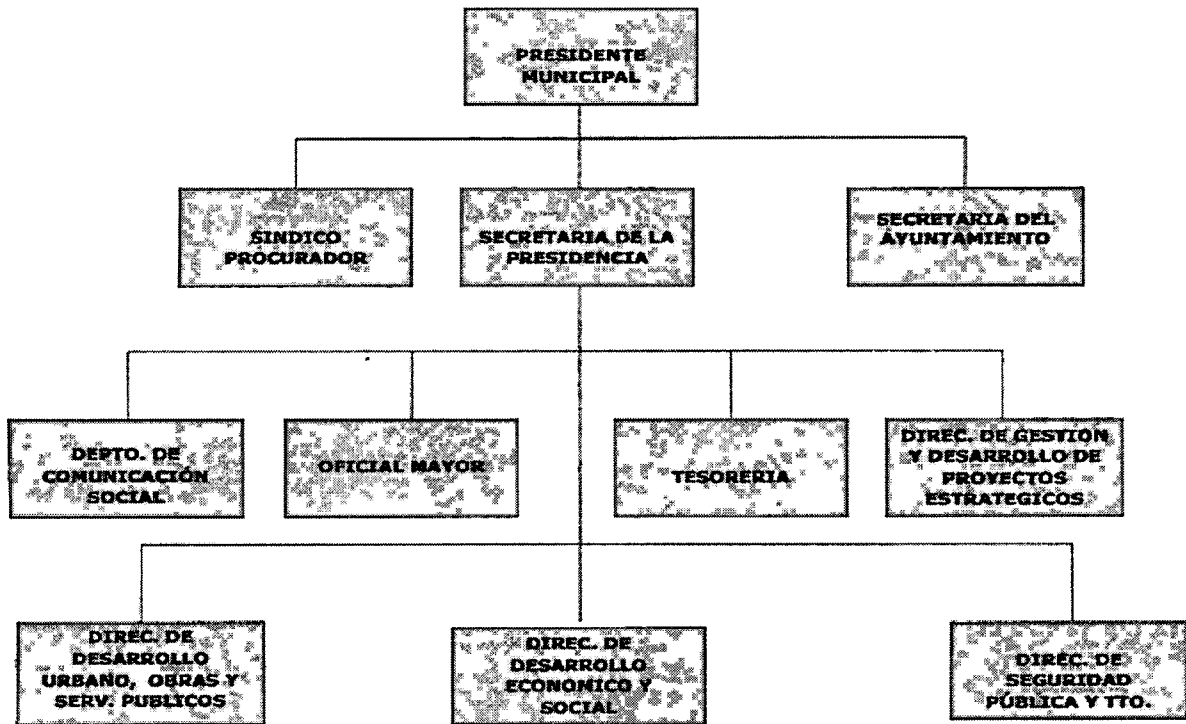 PRESIDENTE
MUNICIPAL
SINDICO
PROCURADOR
SECRETARIA DE LA
PRESIDENCIA
SECRETARIA DEL
AYUNTAMIENTO
DEPTO. DE
COMUNICACIÓN
SOCIAL
OFICIAL MAYOR
TESORERIA
DIREC. DE GESTION
Y DESARROLLO DE
PROYECTOS
ESTRATEGICOS
DIREC. DE
DESARROLLO
URBANO, OBRAS Y
SERV. PUBLICOS
DIREC. DE
DESARROLLO
ECONOMICO Y
SOCIAL
DIREC. DE
SEGURIDAD
PÚBLICA Y TTO.